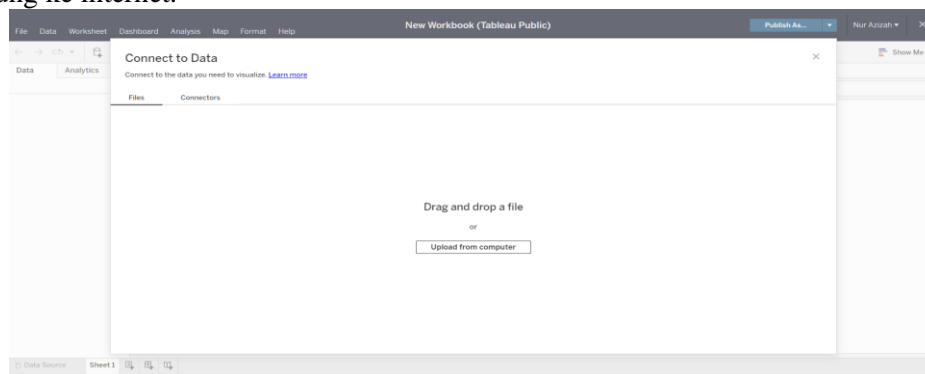 ke internet.
File Data Worksheet Dashboard Analysis Map Format Help New Workbook (Tableau Public) Publish As... Nur Azizah
Show Me
Data Analytics
Connect to Data
Connect to the data you need to visualize. Learn more
Files Connectors
Drag and drop a file
or
Upload from computer
Data Source Sheet 1